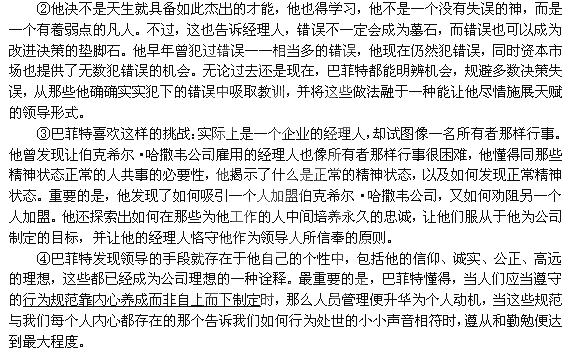 ②他决不是天生就具备如此杰出的才能，他也得学习，他不是一个没有失误的神，而是
一个有着弱点的凡人。不过，这也告诉经理人，错误不一定会成为墓石，而错误也可以成为
改进决策的垫脚石。他早年曾犯过错误——相当多的错误，他现在仍然犯错误，同时资本市
场也提供了无数犯错误的机会。无论过去还是现在，巴菲特都能明辨机会，规避多数决策失
误，从那些他确确实实犯下的错误中吸取教训，并将这些做法融于一种能让他尽情施展天赋
的领导形式。
③巴菲特喜欢这样的挑战：实际上是一个企业的经理人，却试图像一名所有者那样行事。
他曾发现让伯克希尔·哈撒韦公司雇用的经理人也像所有者那样行事很困难，他懂得同那些
精神状态正常的人共事的必要性，他揭示了什么是正常的精神状态，以及如何发现正常精神
状态。重要的是，他发现了如何吸引一个人加盟伯克希尔·哈撒韦公司，又如何劝阻另一个
人加盟。他还探索出如何在那些为他工作的人中间培养永久的忠诚，让他们服从于他为公司
制定的目标，并让他的经理人恪守他作为领导人所信奉的原则。
④巴菲特发现领导的手段就存在于他自己的个性中，包括他的信仰、诚实、公正、高远
的理想，这些都已经成为公司理想的一种诠释。最重要的是，巴菲特懂得，当人们应当遵守
的行为规范靠内心养成而非自上而下制定时，那么人员管理便升华为个人动机，当这些规范
与我们每个人内心都存在的那个告诉我们如何行为处世的小小声音相符时，遵从和勤勉便达
到最大程度。